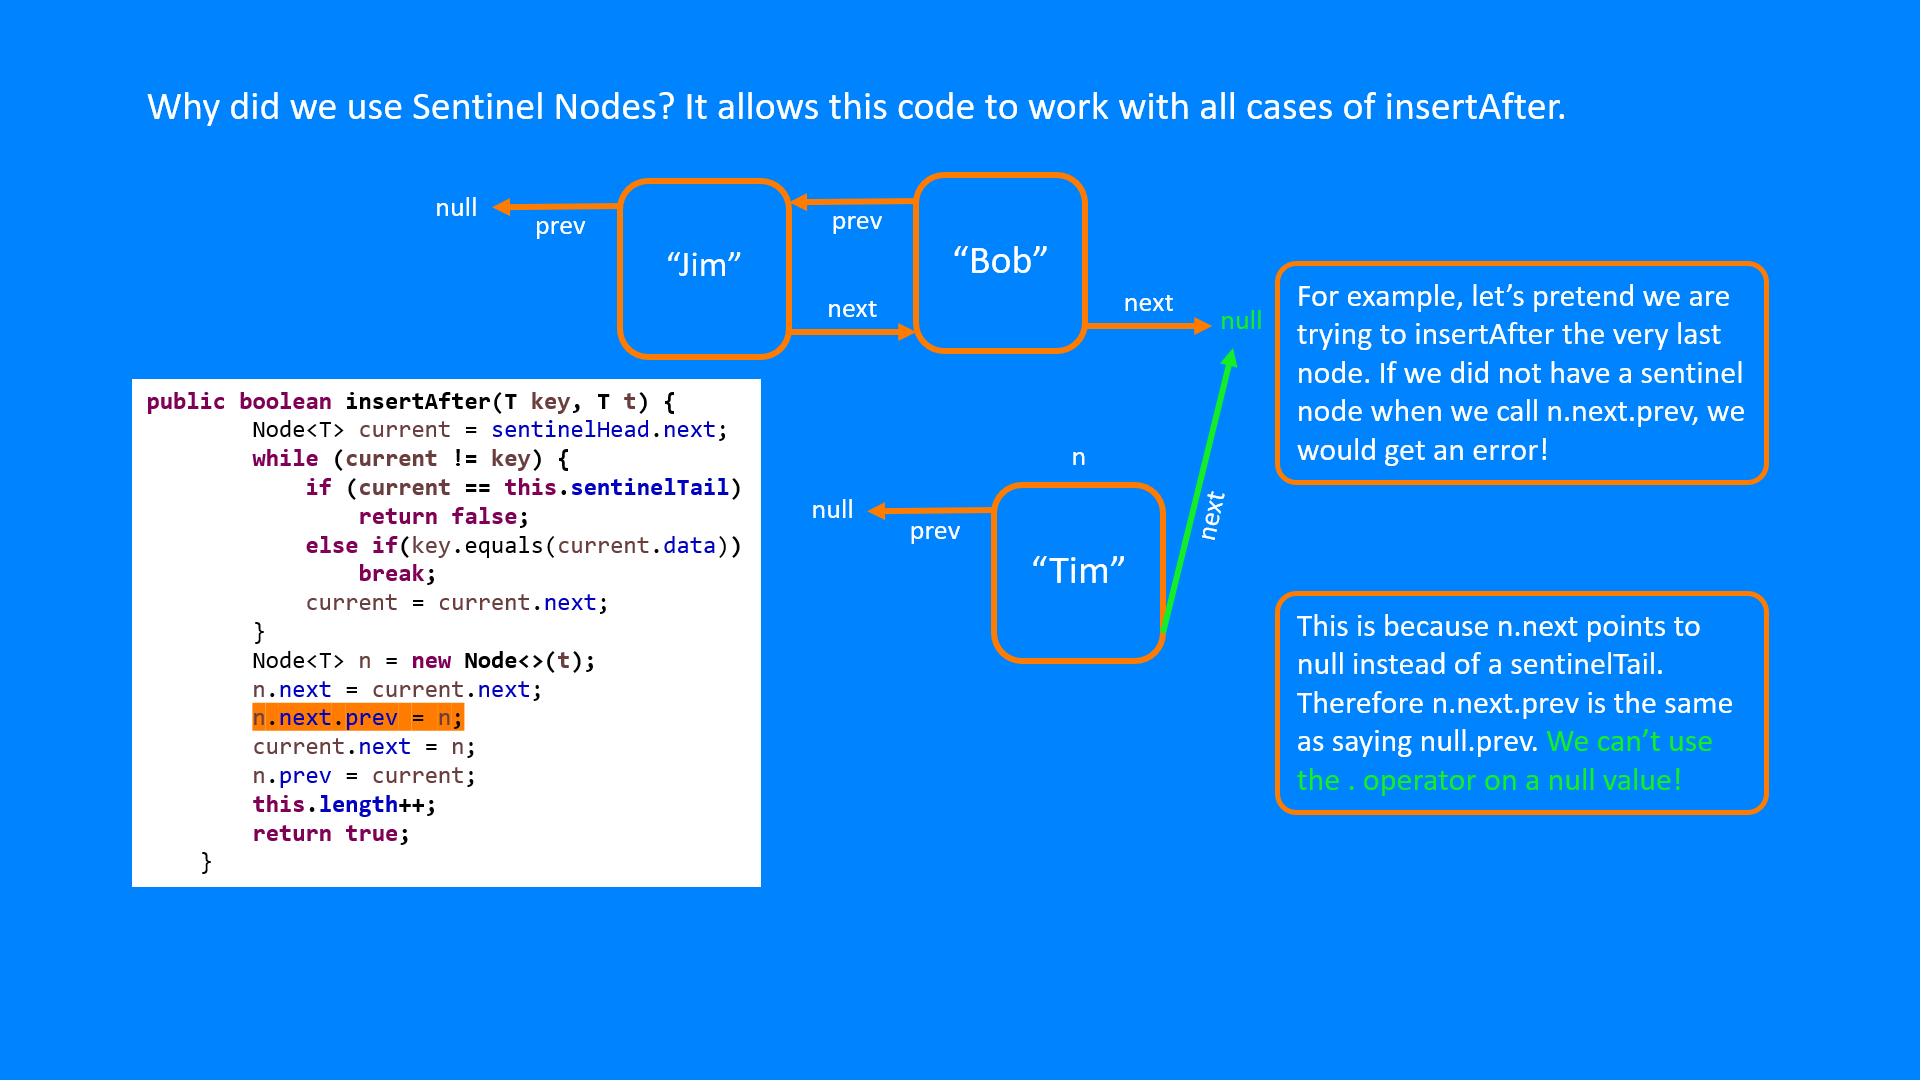 Why did we use Sentinel Nodes? It allows this code to work with all cases of insertAfter.
null
prev
“Jim”
prev
next
“Bob”
next
null
For example, let’s pretend we are
trying to insertAfter the very last
node. If we did not have a sentinel
node when we call n.next.prev, we
would get an error!
public boolean insertAfter(T key, T t) {
Node<T> current = sentinelHead.next;
while (current != key) {
if (current == this.sentinelTail)
return false;
else if(key.equals(current.data))
break;
current = current.next;
}
Node<T> n = new Node<>(t);
n.next = current.next;
n.next.prev = n;
current.next = n;
n.prev = current;
this.length++;
return true;
}
n
null
prev
“Tim”
next
This is because n.next points to
null instead of a sentinelTail.
Therefore n.next.prev is the same
as saying null.prev. We can’t use
the . operator on a null value!